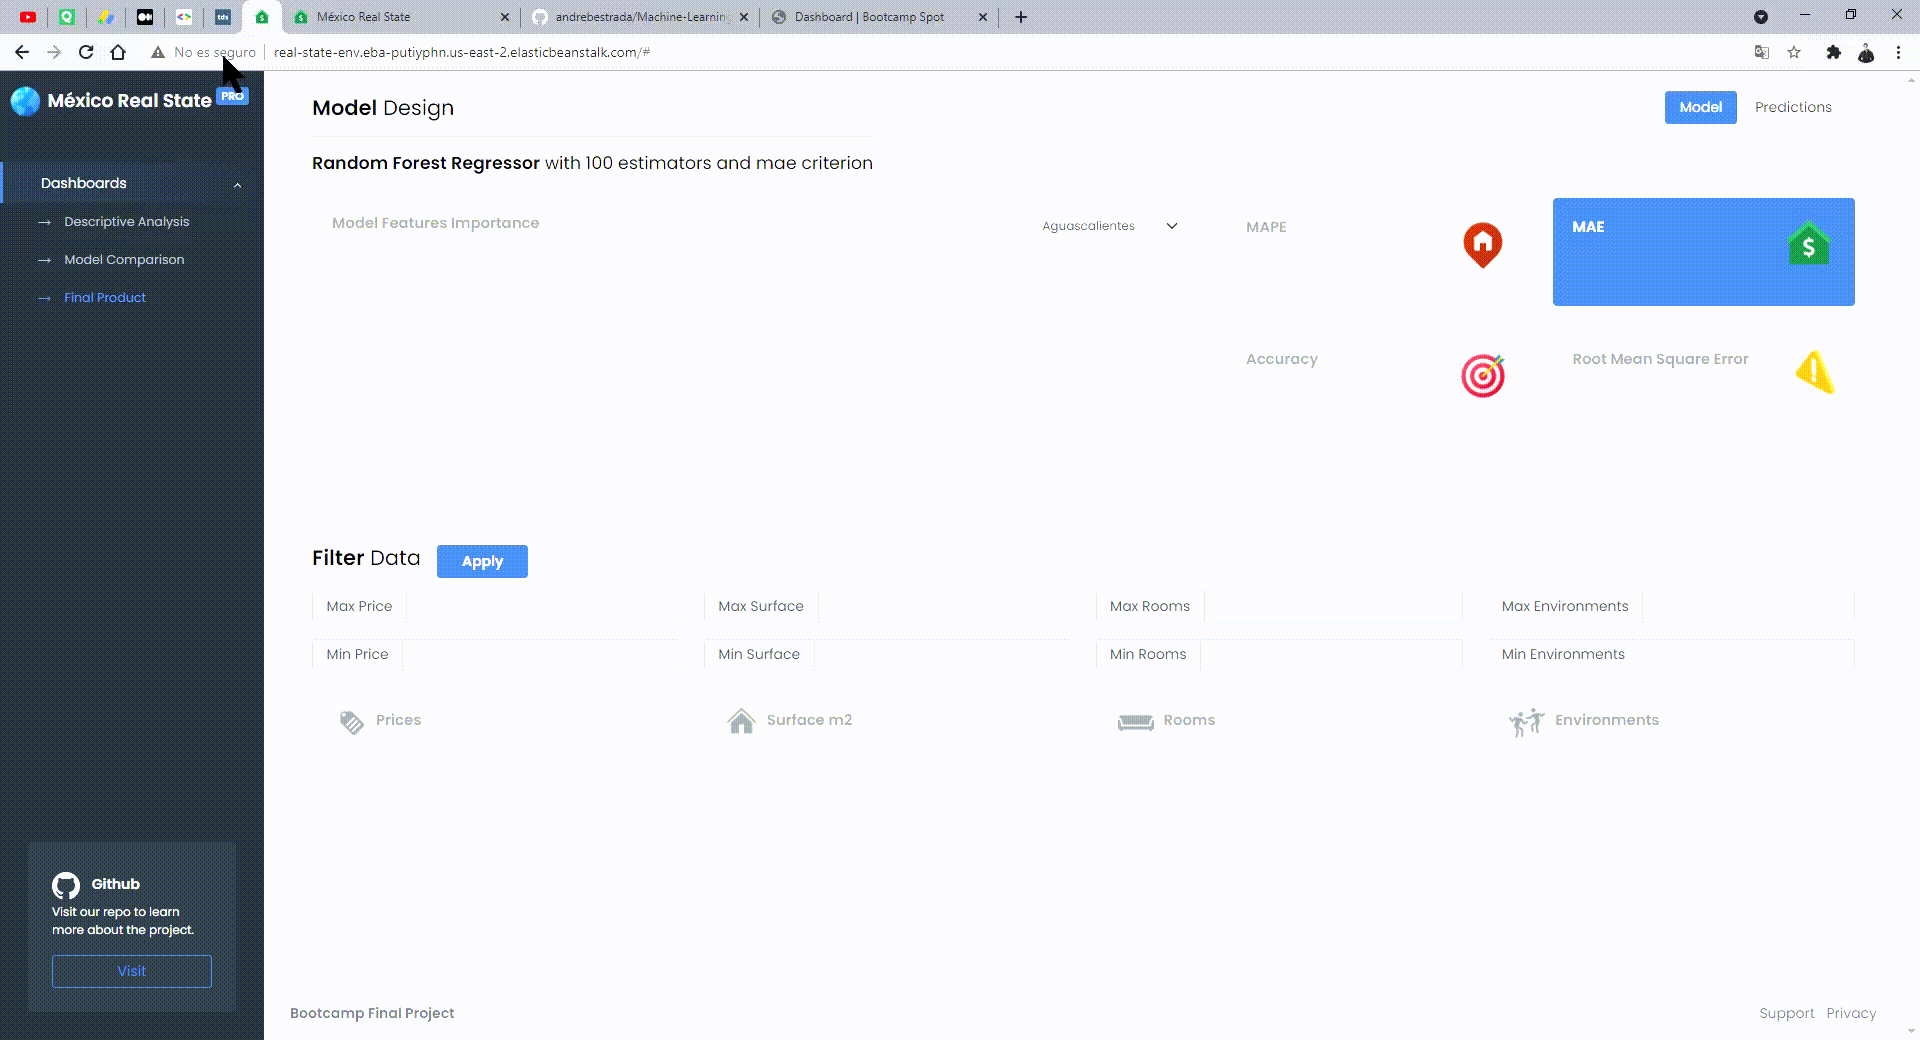 tds
México Real State
andrebestrada/Machine-Learning
Dashboard | Bootcamp Spot
No es seguro
real-state-env.eba-putiyphn.us-east-2.elasticbeanstalk.com/#
México Real State PRO
Dashboards
Descriptive Analysis
Model Comparison
Final Product
Github
Visit our repo to learn
more about the project.
Visit
Model Design
Model
Predictions
Random Forest Regressor with 100 estimators and mae criterion
Model Features Importance
Aguascalientes
MAPE
MAE
$
Accuracy
Root Mean Square Error
Filter Data
Apply
Max Price
Max Surface
Max Rooms
Max Environments
Min Price
Min Surface
Min Rooms
Min Environments
Prices
Surface m2
Rooms
Environments
Bootcamp Final Project
Support
Privacy